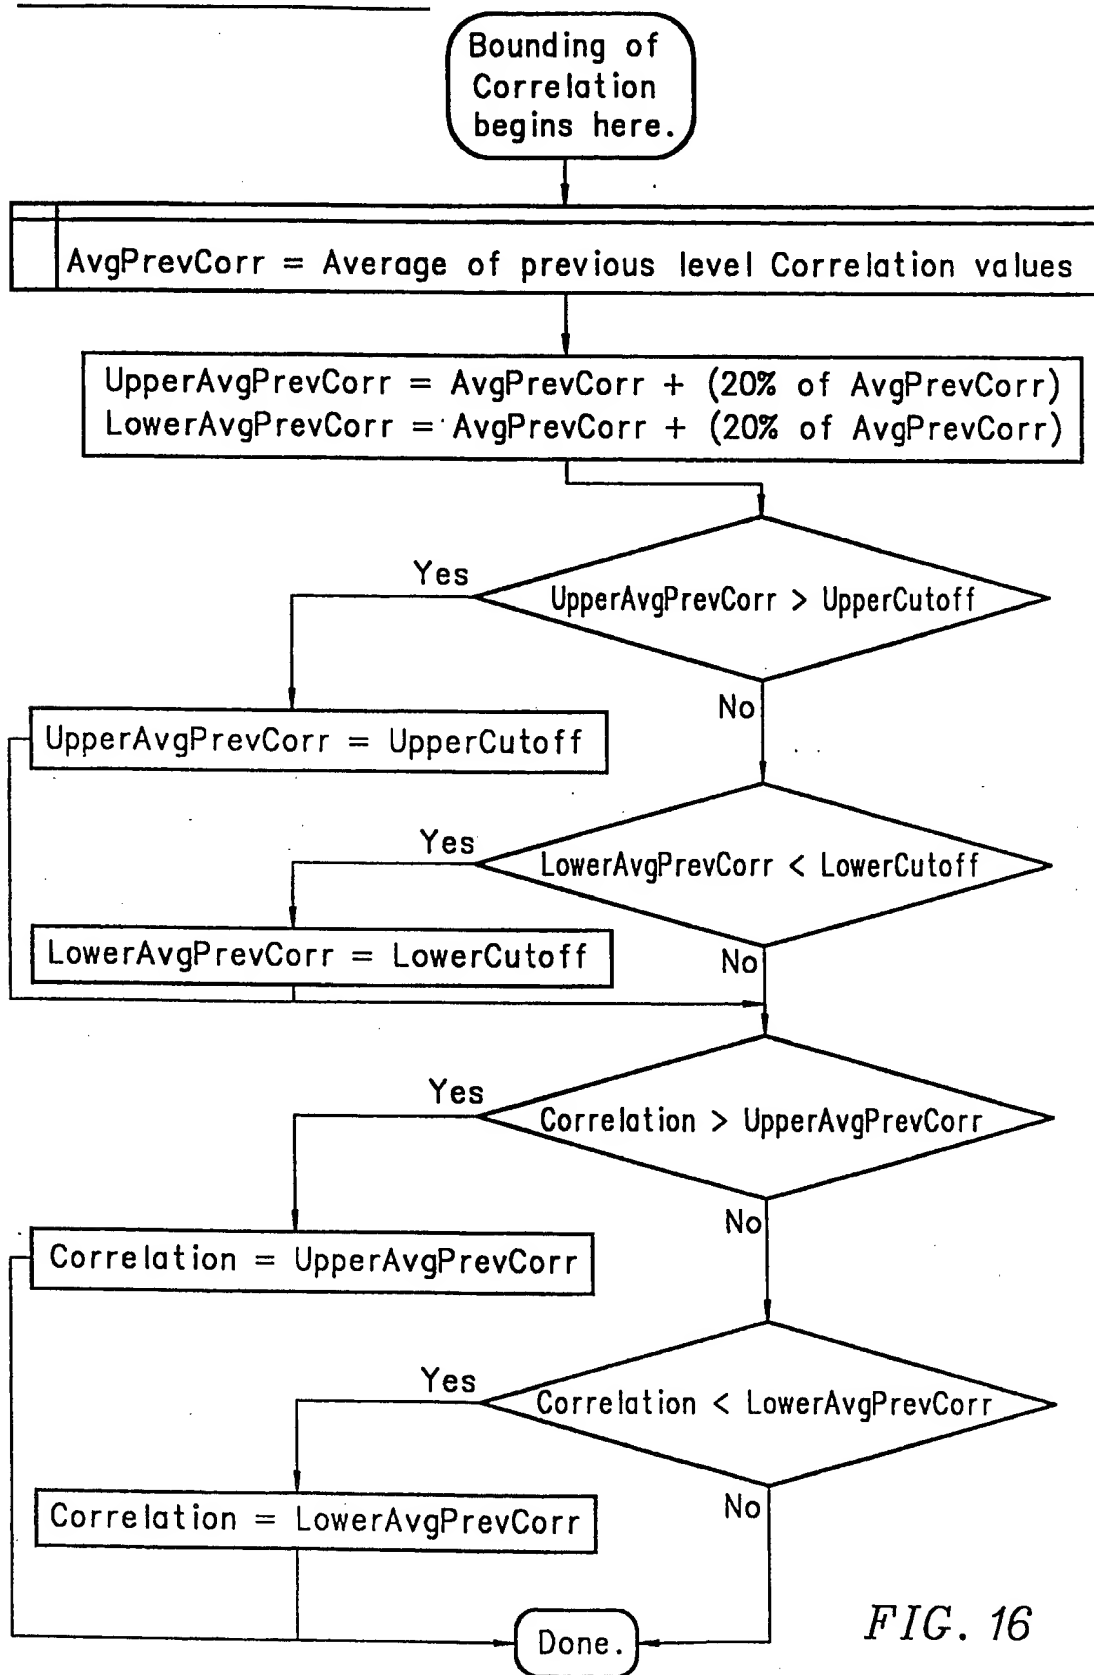 Bounding of
Correlation
begins here.
AvgPrevCorr = Average of previous level Correlation values
UpperAvgPrevCorr = AvgPrevCorr + (20% of AvgPrevCorr)
LowerAvgPrevCorr = AvgPrevCorr + (20% of AvgPrevCorr)
Yes
UpperAvgPrevCorr > UpperCutoff
No
UpperAvgPrevCorr = UpperCutoff
Yes
LowerAvgPrevCorr < LowerCutoff
LowerAvgPrevCorr = LowerCutoff
No
Yes
Correlation > UpperAvgPrevCorr
No
Correlation = UpperAvgPrevCorr
Yes
Correlation < LowerAvgPrevCorr
No
Correlation = LowerAvgPrevCorr
Done.
FIG. 16